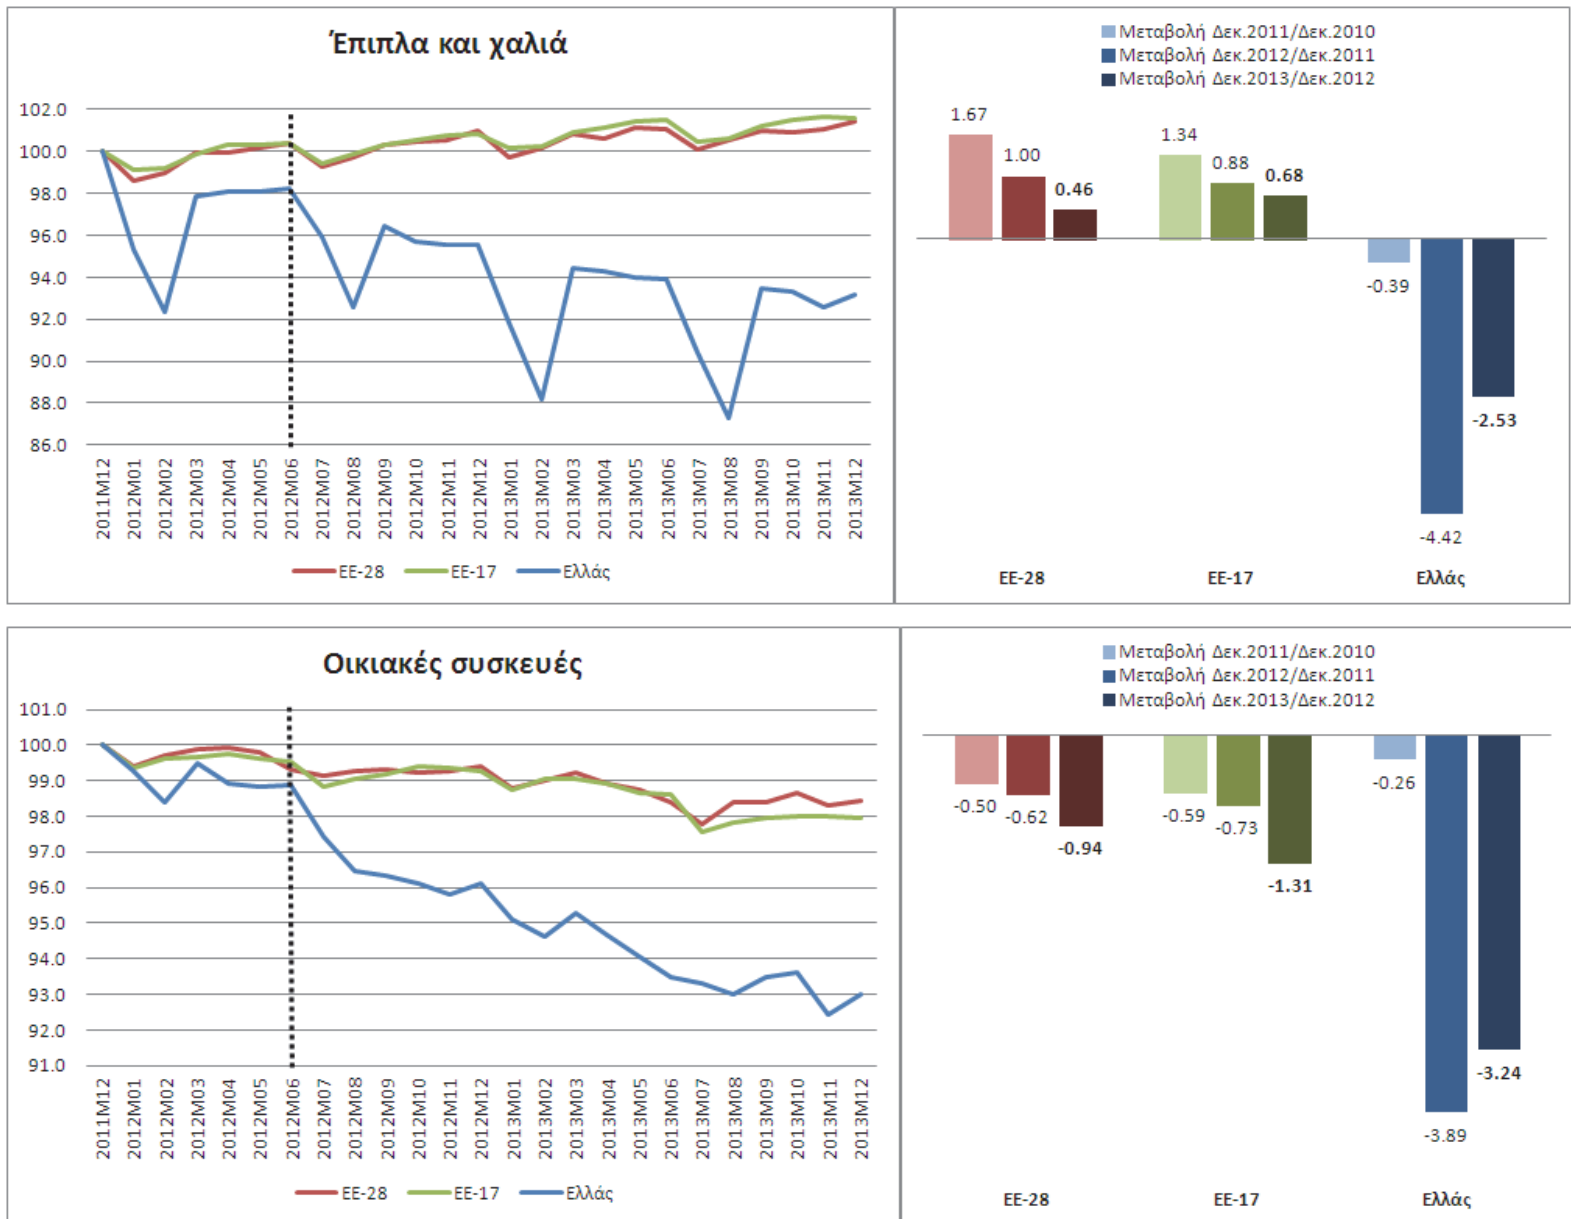 Έπιπλα και χαλιά
102.0
100.0
98.0
96.0
94.0
92.0
90.0
88.0
86.0
2011M12
2012M01
2012M02
2012M03
2012M04
2012M05
2012M06
2012M07
2012M08
2012M09
2012M10
2012M11
2012M12
2013M01
2013M02
2013M03
2013M04
2013M05
2013M06
2013M07
2013M08
2013M09
2013M10
2013M11
2013M12
ΕΕ-28 ΕΕ-17 Ελλάς
Μεταβολή Δεκ.2011/Δεκ.2010
Μεταβολή Δεκ.2012/Δεκ.2011
Μεταβολή Δεκ.2013/Δεκ.2012
1.67
1.00
0.46
1.34
0.88
0.68
-0.39
-4.42
-2.53
ΕΕ-28 ΕΕ-17 Ελλάς
Οικιακές συσκευές
101.0
100.0
99.0
98.0
97.0
96.0
95.0
94.0
93.0
92.0
91.0
2011M12
2012M01
2012M02
2012M03
2012M04
2012M05
2012M06
2012M07
2012M08
2012M09
2012M10
2012M11
2012M12
2013M01
2013M02
2013M03
2013M04
2013M05
2013M06
2013M07
2013M08
2013M09
2013M10
2013M11
2013M12
ΕΕ-28 ΕΕ-17 Ελλάς
Μεταβολή Δεκ.2011/Δεκ.2010
Μεταβολή Δεκ.2012/Δεκ.2011
Μεταβολή Δεκ.2013/Δεκ.2012
-0.50
-0.62
-0.94
-0.59
-0.73
-1.31
-0.26
-3.89
-3.24
ΕΕ-28 ΕΕ-17 Ελλάς